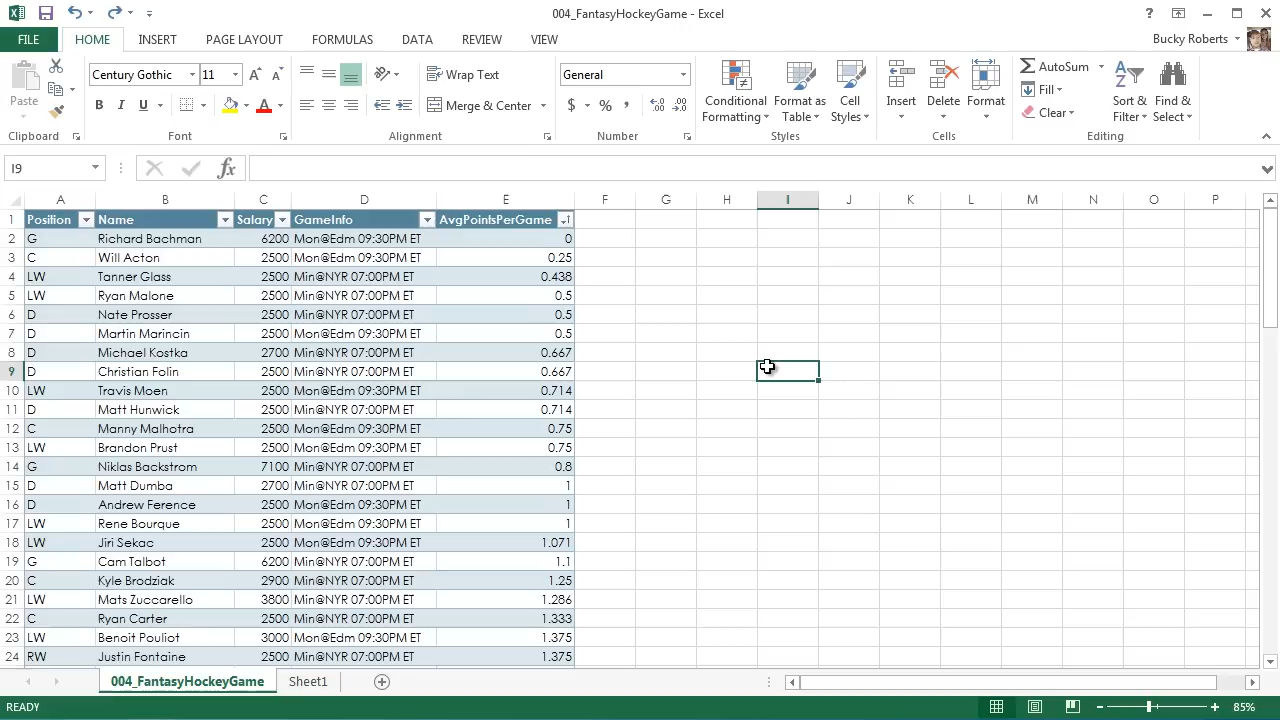 004_FantasyHockeyGame - Excel
FILE HOME INSERT PAGE LAYOUT FORMULAS DATA REVIEW VIEW Bucky Roberts
Century Gothic 11 Wrap Text General AutoSum
Paste B I U Merge & Center $ % , Conditional Formatting Format as Table Cell Styles Insert Delete Format Fill Clear Sort & Filter Find & Select
Clipboard Font Alignment Number Styles Cells Editing
I9 fx
A B C D E F G H I J K L M N O P
1 Position Name Salary GameInfo AvgPointsPerGame
2 G Richard Bachman 6200 Mon@Edm 09:30PM ET 0
3 C Will Acton 2500 Mon@Edm 09:30PM ET 0.25
4 LW Tanner Glass 2500 Min@NYR 07:00PM ET 0.438
5 LW Ryan Malone 2500 Min@NYR 07:00PM ET 0.5
6 D Nate Prosser 2500 Min@NYR 07:00PM ET 0.5
7 D Martin Marincin 2500 Mon@Edm 09:30PM ET 0.5
8 D Michael Kostka 2700 Min@NYR 07:00PM ET 0.667
9 D Christian Folin 2500 Min@NYR 07:00PM ET 0.667
10 LW Travis Moen 2500 Mon@Edm 09:30PM ET 0.714
11 D Matt Hunwick 2500 Min@NYR 07:00PM ET 0.714
12 C Manny Malhotra 2500 Mon@Edm 09:30PM ET 0.75
13 LW Brandon Prust 2500 Mon@Edm 09:30PM ET 0.75
14 G Niklas Backstrom 7100 Min@NYR 07:00PM ET 0.8
15 D Matt Dumba 2700 Min@NYR 07:00PM ET 1
16 D Andrew Ference 2500 Mon@Edm 09:30PM ET 1
17 LW Rene Bourque 2500 Mon@Edm 09:30PM ET 1
18 LW Jiri Sekac 2500 Mon@Edm 09:30PM ET 1.071
19 G Cam Talbot 6200 Min@NYR 07:00PM ET 1.1
20 C Kyle Brodziak 2900 Min@NYR 07:00PM ET 1.25
21 LW Mats Zuccarello 3800 Min@NYR 07:00PM ET 1.286
22 C Ryan Carter 2500 Min@NYR 07:00PM ET 1.333
23 LW Benoit Pouliot 3000 Mon@Edm 09:30PM ET 1.375
24 RW Justin Fontaine 2500 Min@NYR 07:00PM ET 1.375
004_FantasyHockeyGame Sheet1
READY 85%